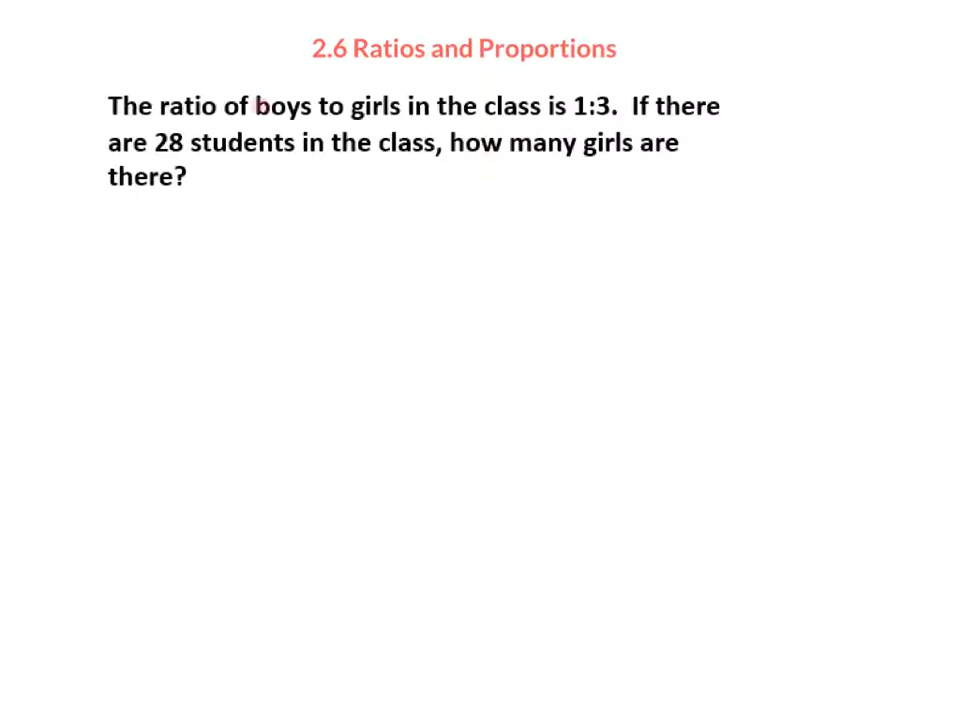 2.6 Ratios and Proportions
The ratio of boys to girls in the class is 1:3.  If there
are 28 students in the class, how many girls are
there?